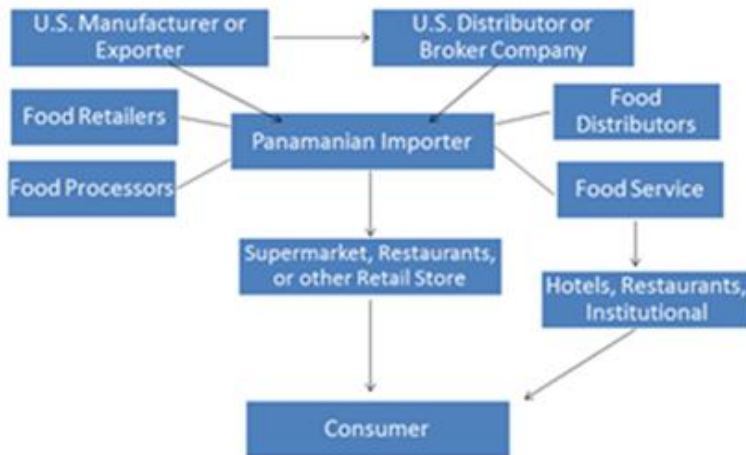 U.S. Manufacturer or
Exporter
U.S. Distributor or
Broker Company
Food Retailers
Panamanian Importer
Food
Distributors
Food Processors
Food Service
Supermarket, Restaurants,
or other Retail Store
Hotels, Restaurants,
Institutional
Consumer